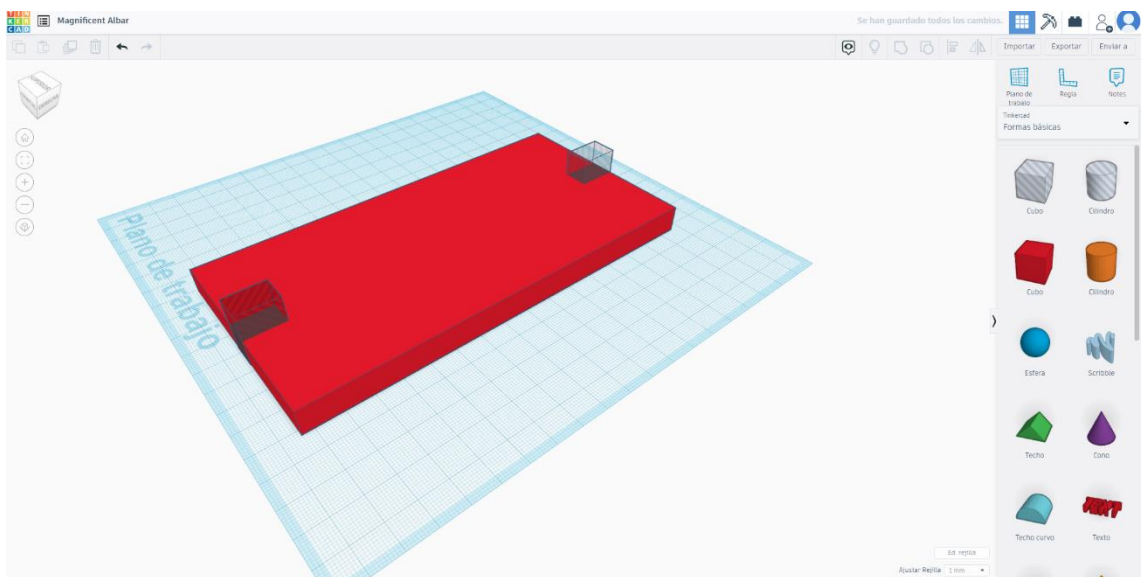 TIN
KER
CAD
Magnificent Albar
Se han guardado todos los cambios.
Importar
Exportar
Enviar a
Plano de trabajo
Plano de
trabajo
Regla
Notes
Tinkercad
Formas básicas
Cubo
Cilindro
Cubo
Cilindro
Esfera
Scribble
Techo
Cono
Techo curvo
Texto
TEXT
Ed. rejilla
Ajustar Rejilla 1 mm